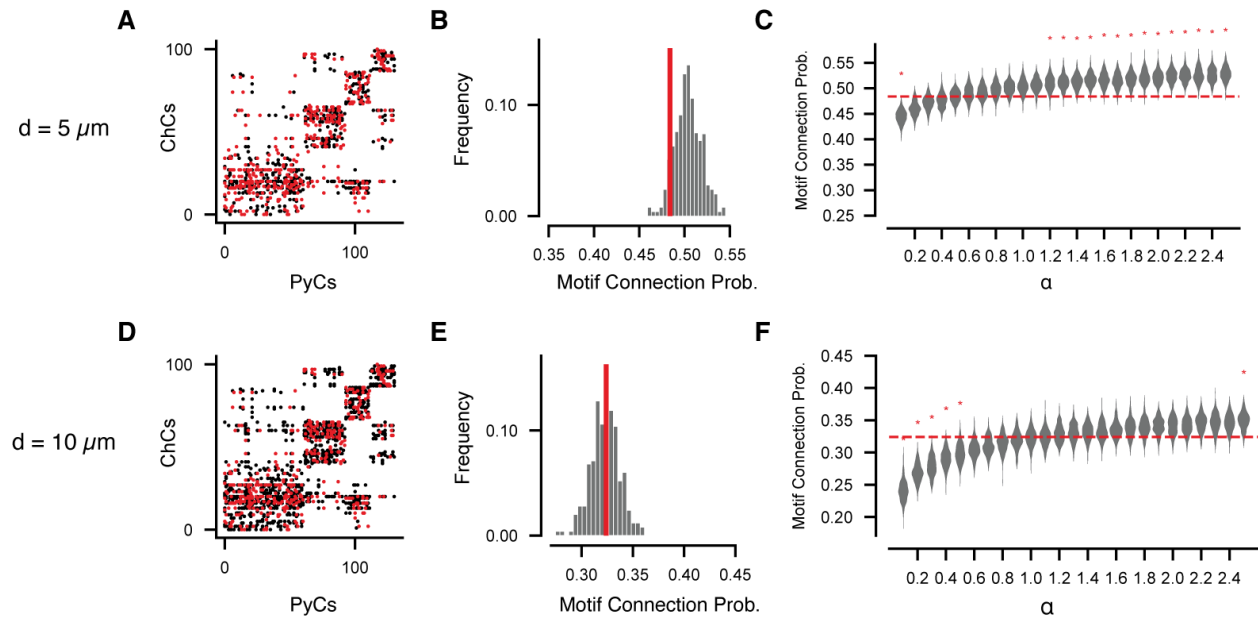 A
B
C
d = 5 µm
ChCs
100
0
0
100
PyCs
Frequency
0.10
0.00
0.35 0.40 0.45 0.50 0.55
Motif Connection Prob.
Motif Connection Prob.
0.55
0.50
0.45
0.40
0.35
0.30
0.25
* * * * * * * * * * * * * * *
0.2 0.4 0.6 0.8 1.0 1.2 1.4 1.6 1.8 2.0 2.2 2.4
α
D
E
F
d = 10 µm
ChCs
100
0
0
100
PyCs
Frequency
0.10
0.00
0.30 0.35 0.40 0.45
Motif Connection Prob.
Motif Connection Prob.
0.45
0.40
0.35
0.30
0.25
0.20
* * * * * *
0.2 0.4 0.6 0.8 1.0 1.2 1.4 1.6 1.8 2.0 2.2 2.4
α